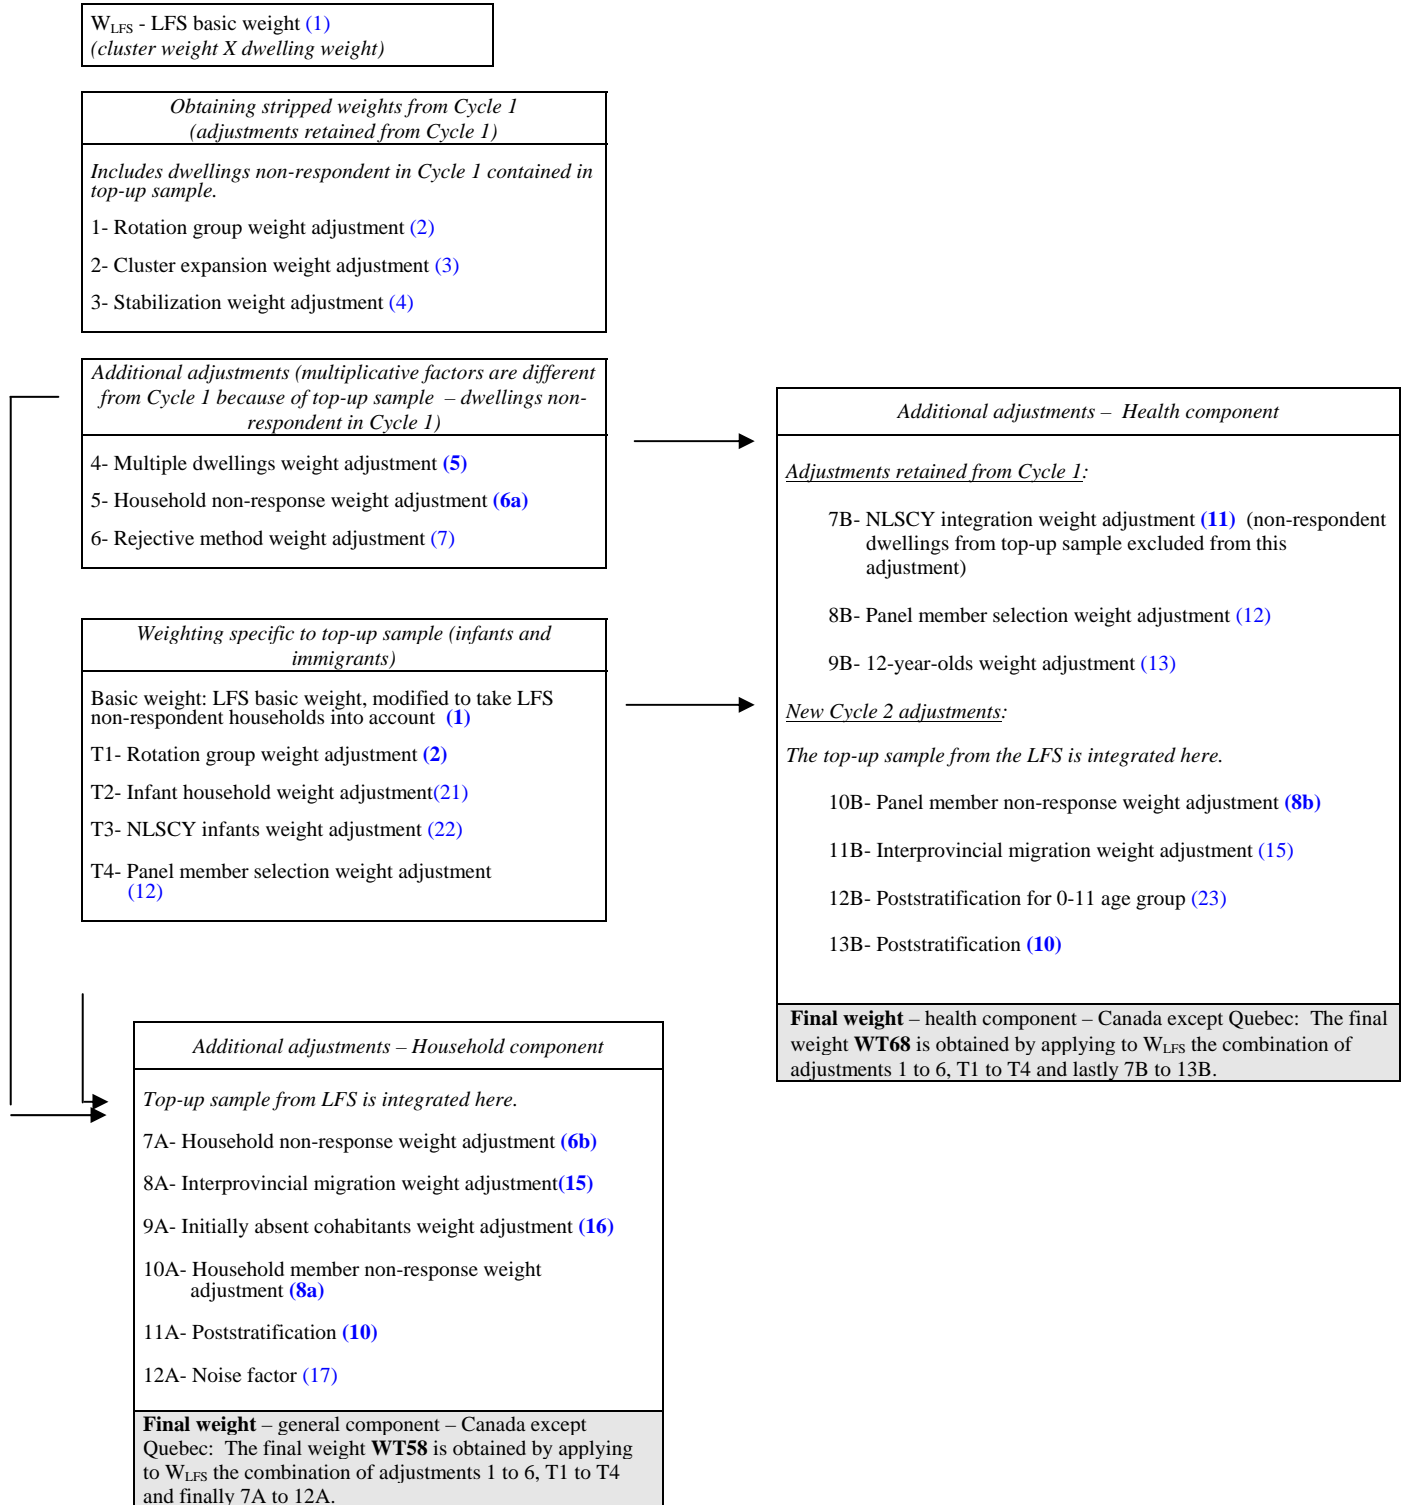 W_LFS - LFS basic weight (1)
(cluster weight X dwelling weight)
Obtaining stripped weights from Cycle 1
(adjustments retained from Cycle 1)
Includes dwellings non-respondent in Cycle 1 contained in
top-up sample.
1- Rotation group weight adjustment (2)
2- Cluster expansion weight adjustment (3)
3- Stabilization weight adjustment (4)
Additional adjustments (multiplicative factors are different
from Cycle 1 because of top-up sample – dwellings non-
respondent in Cycle 1)
4- Multiple dwellings weight adjustment (5)
5- Household non-response weight adjustment (6a)
6- Rejective method weight adjustment (7)
Weighting specific to top-up sample (infants and
immigrants)
Basic weight: LFS basic weight, modified to take LFS
non-respondent households into account (1)
T1- Rotation group weight adjustment (2)
T2- Infant household weight adjustment(21)
T3- NLSCY infants weight adjustment (22)
T4- Panel member selection weight adjustment
(12)
Additional adjustments – Health component
Adjustments retained from Cycle 1:
7B- NLSCY integration weight adjustment (11) (non-respondent
dwellings from top-up sample excluded from this
adjustment)
8B- Panel member selection weight adjustment (12)
9B- 12-year-olds weight adjustment (13)
New Cycle 2 adjustments:
The top-up sample from the LFS is integrated here.
10B- Panel member non-response weight adjustment (8b)
11B- Interprovincial migration weight adjustment (15)
12B- Poststratification for 0-11 age group (23)
13B- Poststratification (10)
Final weight – health component – Canada except Quebec: The final
weight WT68 is obtained by applying to W_LFS the combination of
adjustments 1 to 6, T1 to T4 and lastly 7B to 13B.
Additional adjustments – Household component
Top-up sample from LFS is integrated here.
7A- Household non-response weight adjustment (6b)
8A- Interprovincial migration weight adjustment(15)
9A- Initially absent cohabitants weight adjustment (16)
10A- Household member non-response weight
adjustment (8a)
11A- Poststratification (10)
12A- Noise factor (17)
Final weight – general component – Canada except
Quebec: The final weight WT58 is obtained by applying
to W_LFS the combination of adjustments 1 to 6, T1 to T4
and finally 7A to 12A.